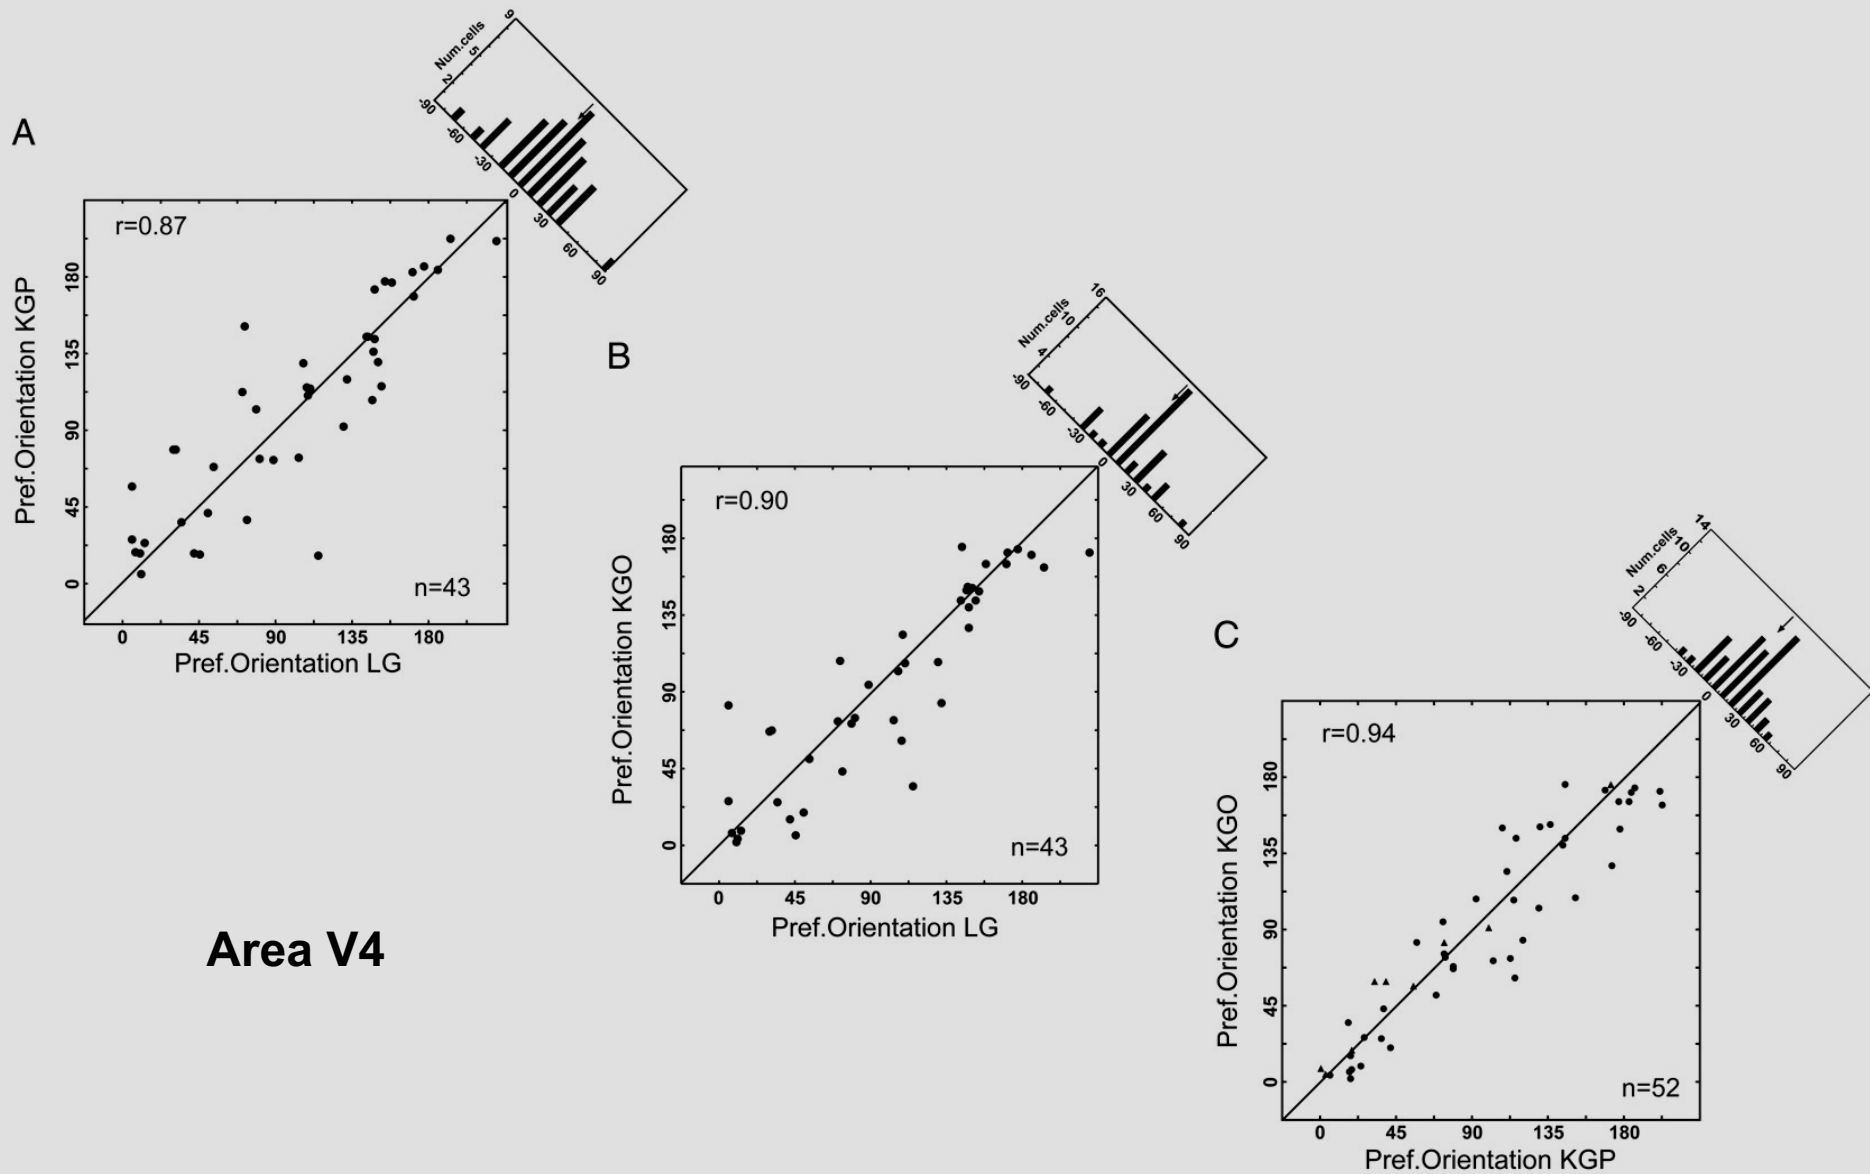 A
Num.cells
9
5
2
-90
-60
-30
0
30
60
90
r=0.87
n=43
Pref.Orientation KGP
180
135
90
45
0
0 45 90 135 180
Pref.Orientation LG
B
Num.cells
16
10
4
-90
-60
-30
0
30
60
90
r=0.90
n=43
Pref.Orientation KGO
180
135
90
45
0
0 45 90 135 180
Pref.Orientation LG
C
Num.cells
14
10
6
2
-90
-60
-30
0
30
60
90
r=0.94
n=52
Pref.Orientation KGO
180
135
90
45
0
0 45 90 135 180
Pref.Orientation KGP
Area V4